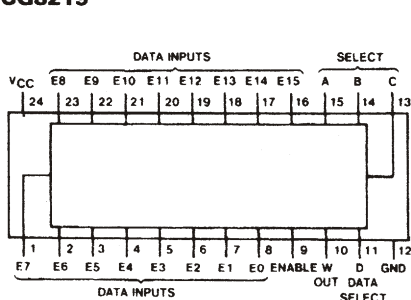 DATA INPUTS SELECT
VCC E8 E9 E10 E11 E12 E13 E14 E15 A B C
24 23 22 21 20 19 18 17 16 15 14 13
1 2 3 4 5 6 7 8 9 10 11 12
E7 E6 E5 E4 E3 E2 E1 E0 ENABLE W D GND
OUT DATA
DATA INPUTS SELECT